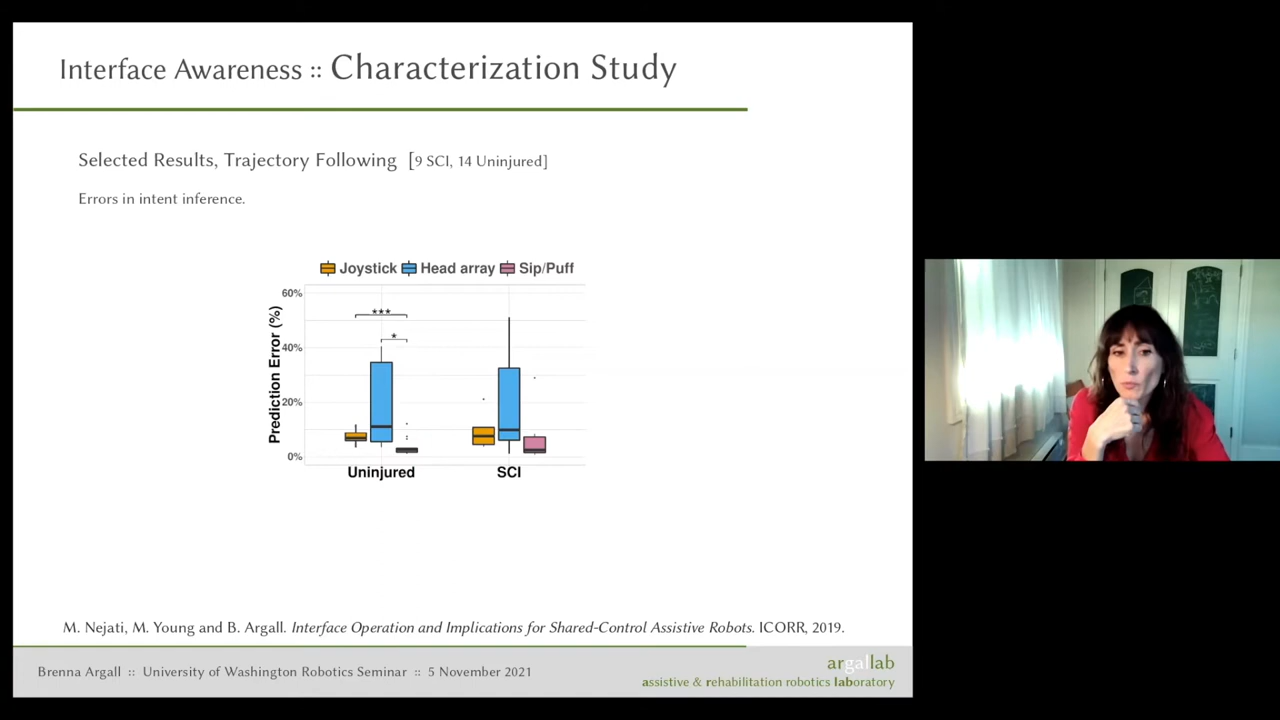 Interface Awareness :: Characterization Study
Selected Results, Trajectory Following [9 SCI, 14 Uninjured]
Errors in intent inference.
Joystick Head array Sip/Puff
Prediction Error (%)
60%
40%
20%
0%
***
*
Uninjured SCI
M. Nejati, M. Young and B. Argall. Interface Operation and Implications for Shared-Control Assistive Robots. ICORR, 2019.
Brenna Argall :: University of Washington Robotics Seminar :: 5 November 2021
argallab
assistive & rehabilitation robotics laboratory